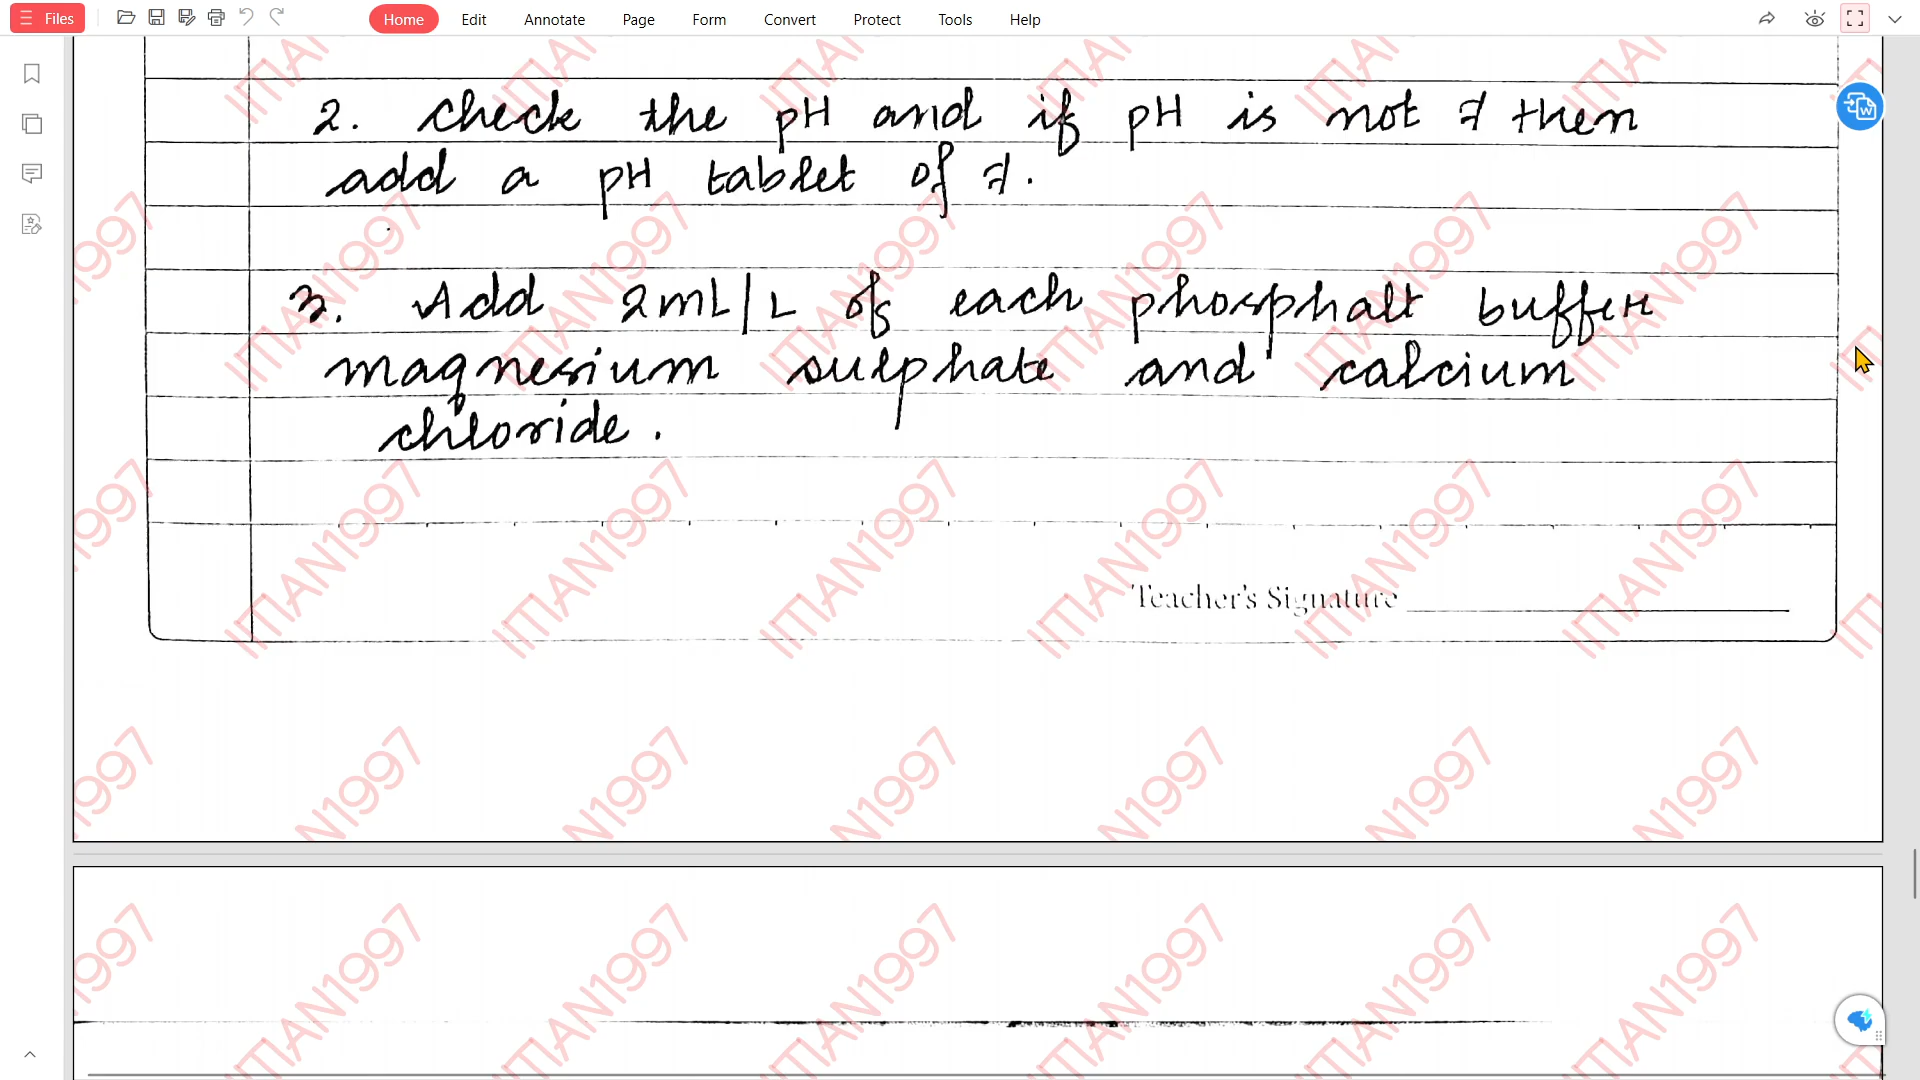 Files
Home Edit Annotate Page Form Convert Protect Tools Help
2. check the pH and if pH is not 7 then
add a pH tablet of 7.
3. Add 2mL/L of each phosphalt buffer
magnesium sulphate and calcium
chloride.
Teacher's Signature
IITIAN1997